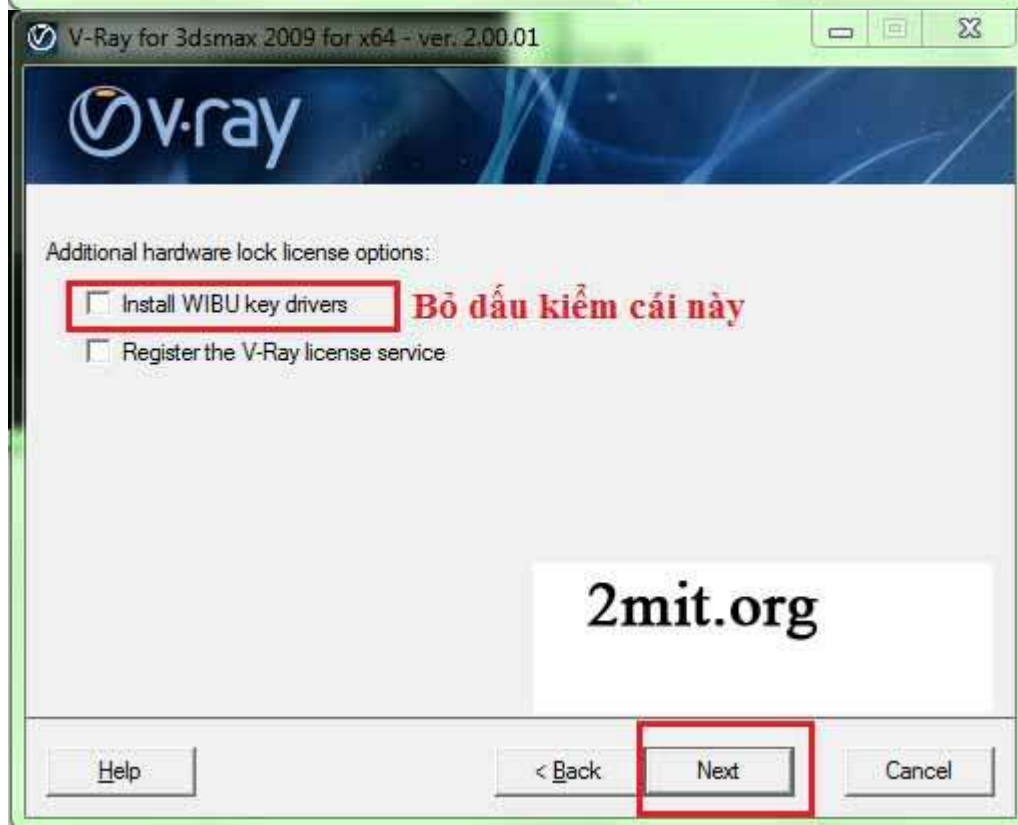 V-Ray for 3dsmax 2009 for x64 - ver. 2.00.01
v·ray
Additional hardware lock license options:
Install WIBU key drivers
Bỏ dấu kiểm cái này
Register the V-Ray license service
2mit.org
Help
< Back
Next
Cancel